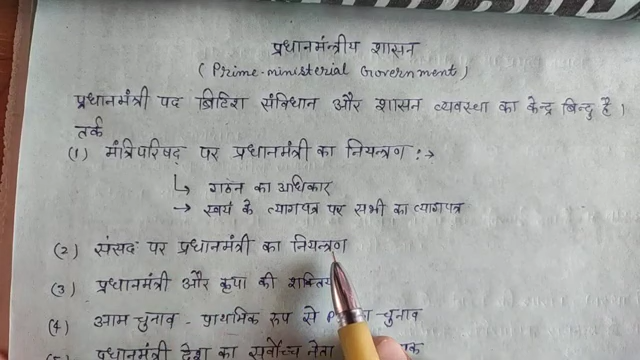 प्रधानमंत्रीय शासन
(Prime-ministerial Government)
प्रधानमंत्री पद ब्रिटिश संविधान और शासन व्यवस्था का केन्द्र बिन्दु है।
तर्क
(1) मंत्रिपरिषद् पर प्रधानमंत्री का नियन्त्रण :→
↳ गठन का अधिकार
→ स्वयं के त्यागपत्र पर सभी का त्यागपत्र
(2) संसद पर प्रधानमंत्री का नियन्त्रण
(3) प्रधानमंत्री और कृपा की
(4) आम चुनाव - प्राथमिक रूप से चुनाव
(5) प्रधानमंत्री देश का सर्वोच्च नेता